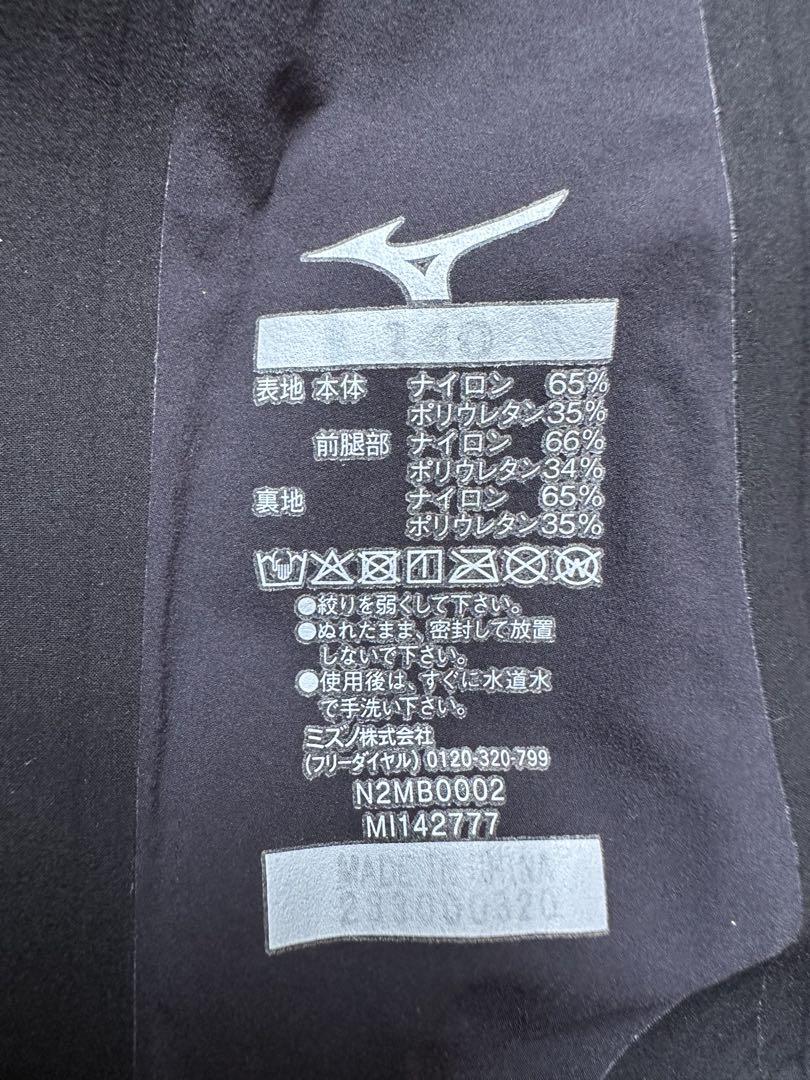 表地 本体 ナイロン 65%
ポリウレタン35%
前腿部 ナイロン 66%
ポリウレタン34%
裏地 ナイロン 65%
ポリウレタン35%
●絞りを弱くして下さい。
●ぬれたまま、密封して放置
しないで下さい。
●使用後は、すぐに水道水
で手洗い下さい。
ミズノ株式会社
(フリーダイヤル) 0120-320-799
N2MB0002
MI142777
MADE IN CHINA
233000320